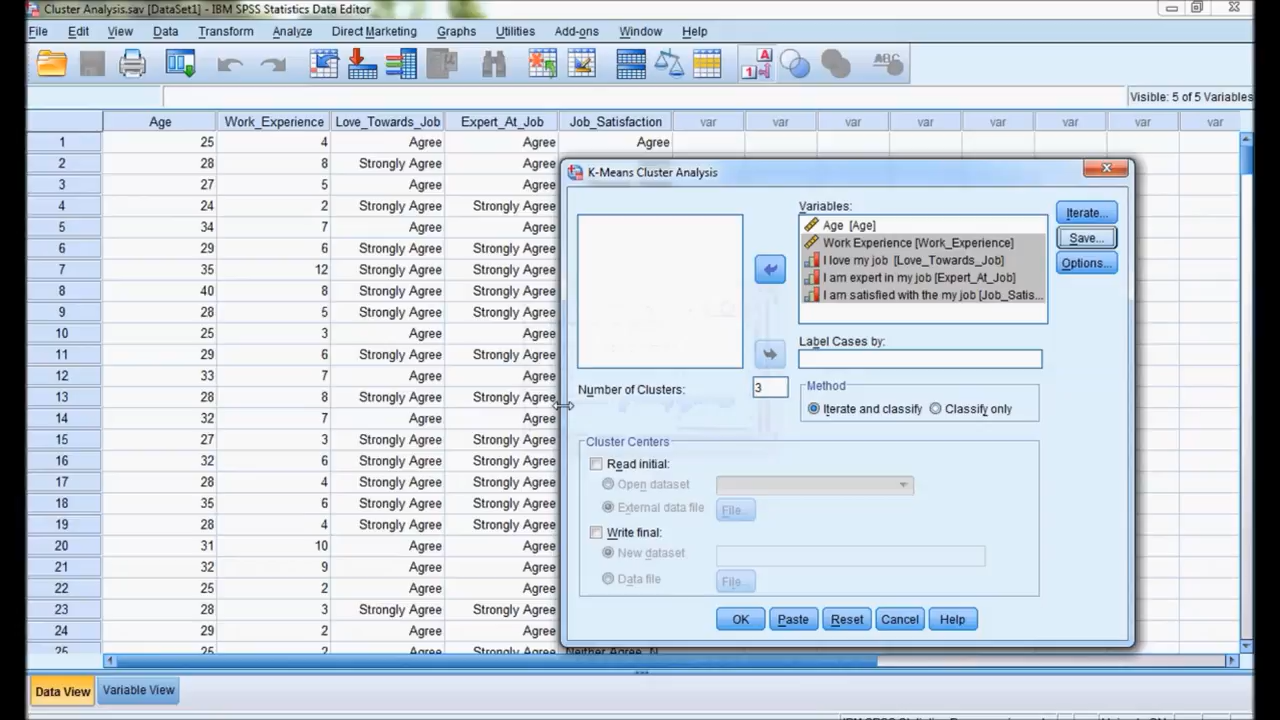 Cluster Analysis.sav [DataSet1] - IBM SPSS Statistics Data Editor
File Edit View Data Transform Analyze Direct Marketing Graphs Utilities Add-ons Window Help
Visible: 5 of 5 Variables
Age Work_Experience Love_Towards_Job Expert_At_Job Job_Satisfaction var var var var var var var var
1 25 4 Agree Agree Agree
2 28 8 Strongly Agree Agree
3 27 5 Agree Agree
4 24 2 Strongly Agree Strongly Agree
5 34 7 Agree Strongly Agree
6 29 6 Strongly Agree Strongly Agree
7 35 12 Strongly Agree Strongly Agree
8 40 8 Strongly Agree Strongly Agree
9 28 5 Strongly Agree Strongly Agree
10 25 3 Agree Agree
11 29 6 Strongly Agree Strongly Agree
12 33 7 Agree Agree
13 28 8 Strongly Agree Strongly Agree
14 32 7 Agree Agree
15 27 3 Strongly Agree Strongly Agree
16 32 6 Strongly Agree Strongly Agree
17 28 4 Strongly Agree Strongly Agree
18 35 6 Strongly Agree Strongly Agree
19 28 4 Strongly Agree Strongly Agree
20 31 10 Agree Agree
21 32 9 Agree Strongly Agree
22 25 2 Agree Agree
23 28 3 Strongly Agree Strongly Agree
24 29 2 Agree Agree
25 25 2 Agree Strongly Agree Neither Agree N
K-Means Cluster Analysis
Variables:
Age [Age]
Work Experience [Work_Experience]
I love my job [Love_Towards_Job]
I am expert in my job [Expert_At_Job]
I am satisfied with the my job [Job_Satis...
Iterate...
Save...
Options...
Label Cases by:
Number of Clusters: 3
Method
Iterate and classify Classify only
Cluster Centers
Read initial:
Open dataset
External data file File...
Write final:
New dataset
Data file File...
OK Paste Reset Cancel Help
Data View Variable View